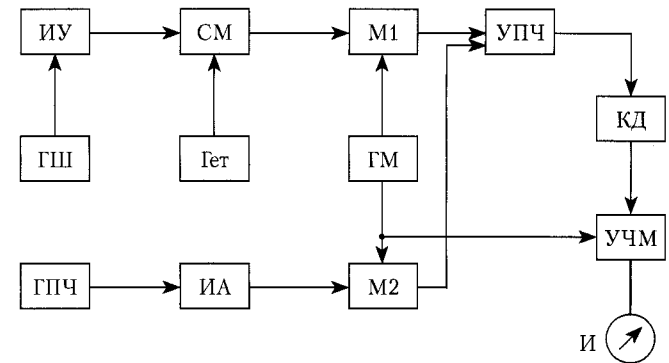 ИУ СМ М1 УПЧ
КД
ГШ Гет ГМ
УЧМ
ГПЧ ИА М2
И